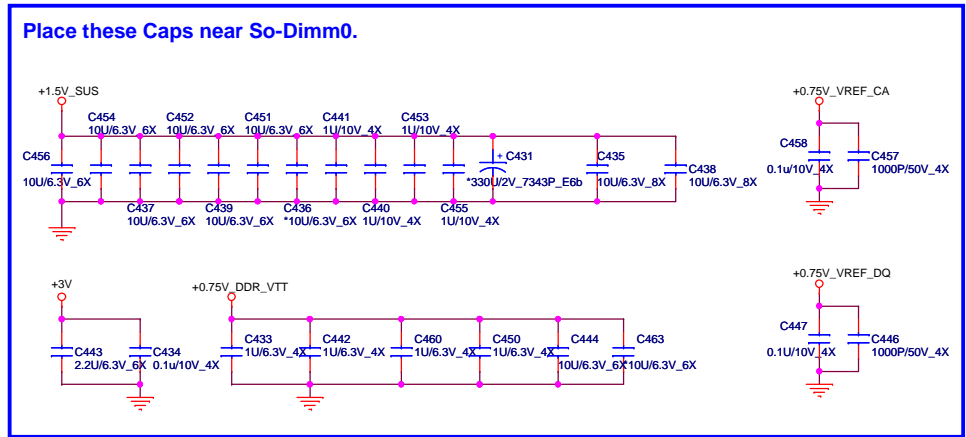 Place these Caps near So-Dimm0.
+1.5V_SUS
C454
10U/6.3V_6X
C452
10U/6.3V_6X
C451
10U/6.3V_6X
C441
1U/10V_4X
C453
1U/10V_4X
C456
10U/6.3V_6X
C437
10U/6.3V_6X
C439
10U/6.3V_6X
C436
*10U/6.3V_6X
C440
1U/10V_4X
C455
1U/10V_4X
+ C431
*330U/2V_7343P_E6b
C435
10U/6.3V_8X
C438
10U/6.3V_8X
+0.75V_VREF_CA
C458
0.1u/10V_4X
C457
1000P/50V_4X
+3V
C443
2.2U/6.3V_6X
C434
0.1u/10V_4X
+0.75V_DDR_VTT
C433
1U/6.3V_4X
C442
1U/6.3V_4X
C460
1U/6.3V_4X
C450
1U/6.3V_4X
C444
10U/6.3V_6X
C463
*10U/6.3V_6X
+0.75V_VREF_DQ
C447
0.1U/10V_4X
C446
1000P/50V_4X